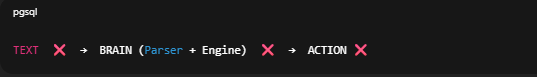 pgsql
TEXT ❌ → BRAIN (Parser + Engine) ❌ → ACTION ❌